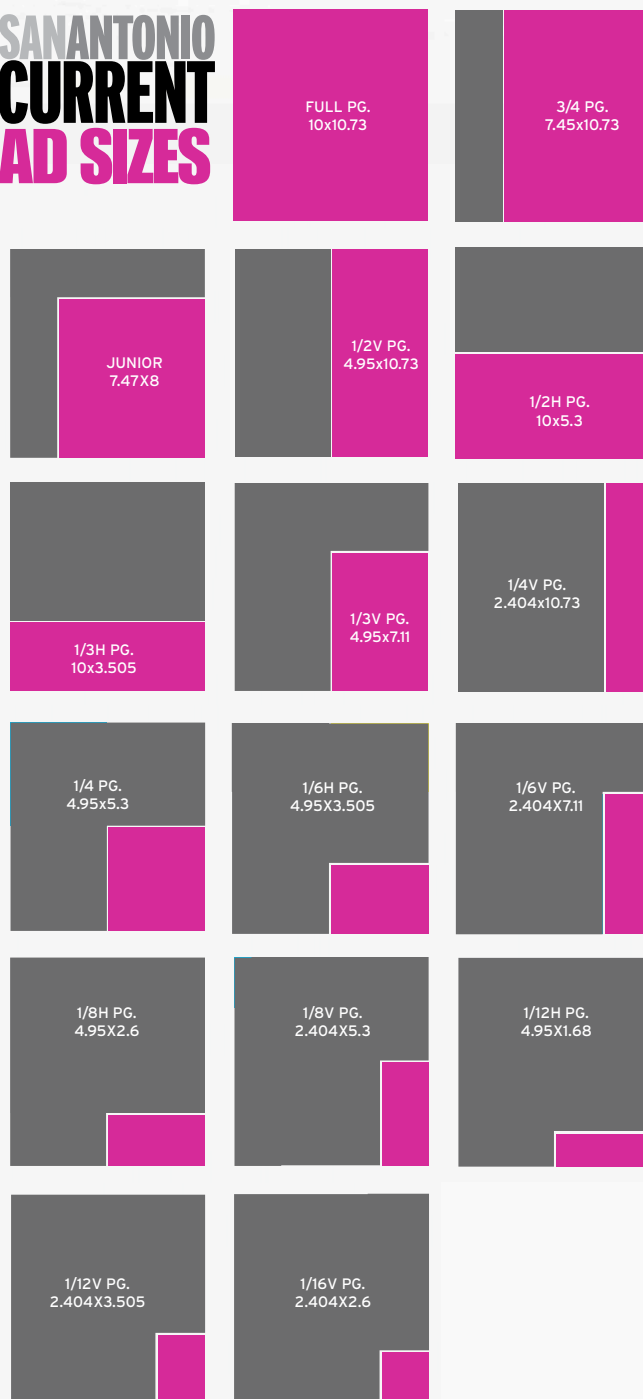 SANANTONIO
CURRENT
AD SIZES
FULL PG.
10x10.73
3/4 PG.
7.45x10.73
JUNIOR
7.47X8
1/2V PG.
4.95x10.73
1/2H PG.
10x5.3
1/3H PG.
10x3.505
1/3V PG.
4.95x7.11
1/4V PG.
2.404x10.73
1/4 PG.
4.95x5.3
1/6H PG.
4.95X3.505
1/6V PG.
2.404X7.11
1/8H PG.
4.95X2.6
1/8V PG.
2.404X5.3
1/12H PG.
4.95X1.68
1/12V PG.
2.404X3.505
1/16V PG.
2.404X2.6